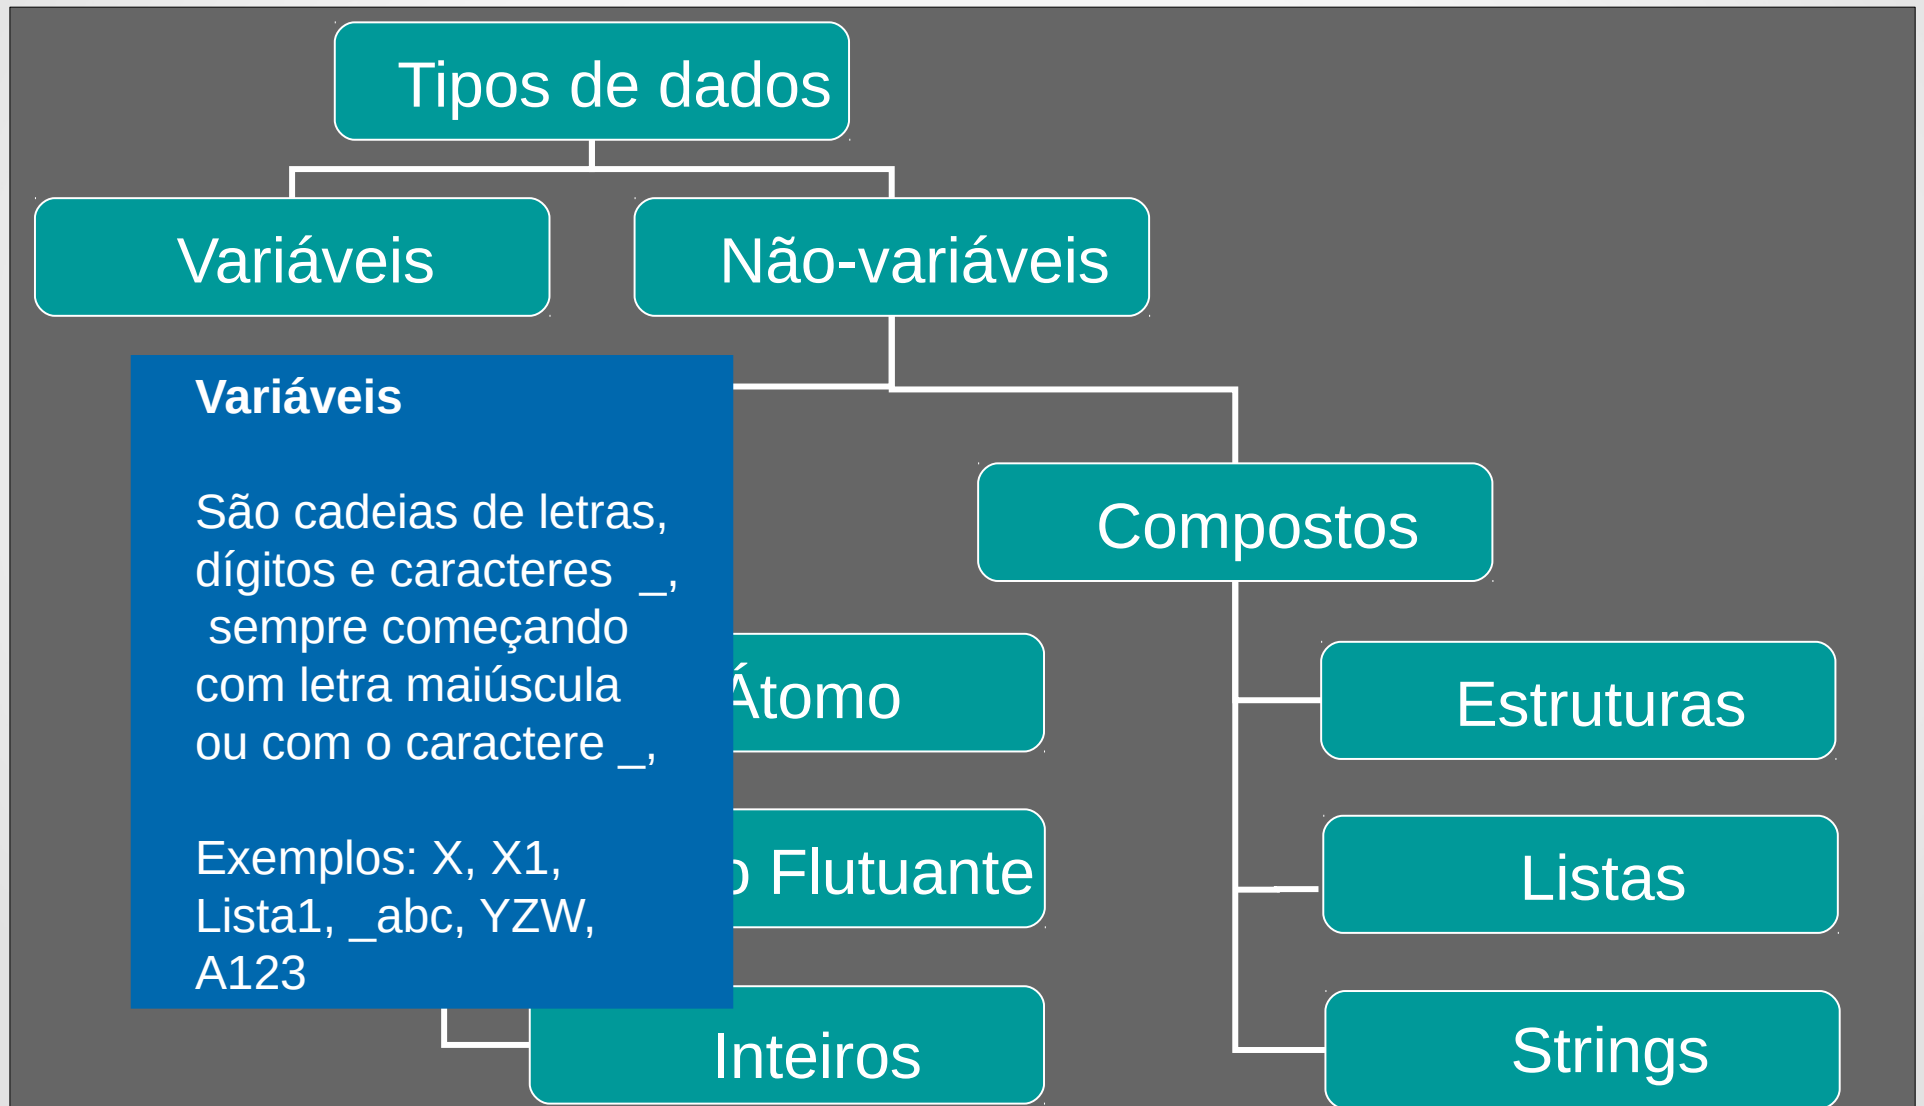 Tipos de dados
Variáveis
Não-variáveis
Variáveis
São cadeias de letras,
dígitos e caracteres _,
sempre começando
com letra maiúscula
ou com o caractere _,
Exemplos: X, X1,
Lista1, _abc, YZW,
A123
Compostos
Átomo
Flutuante
Inteiros
Estruturas
Listas
Strings